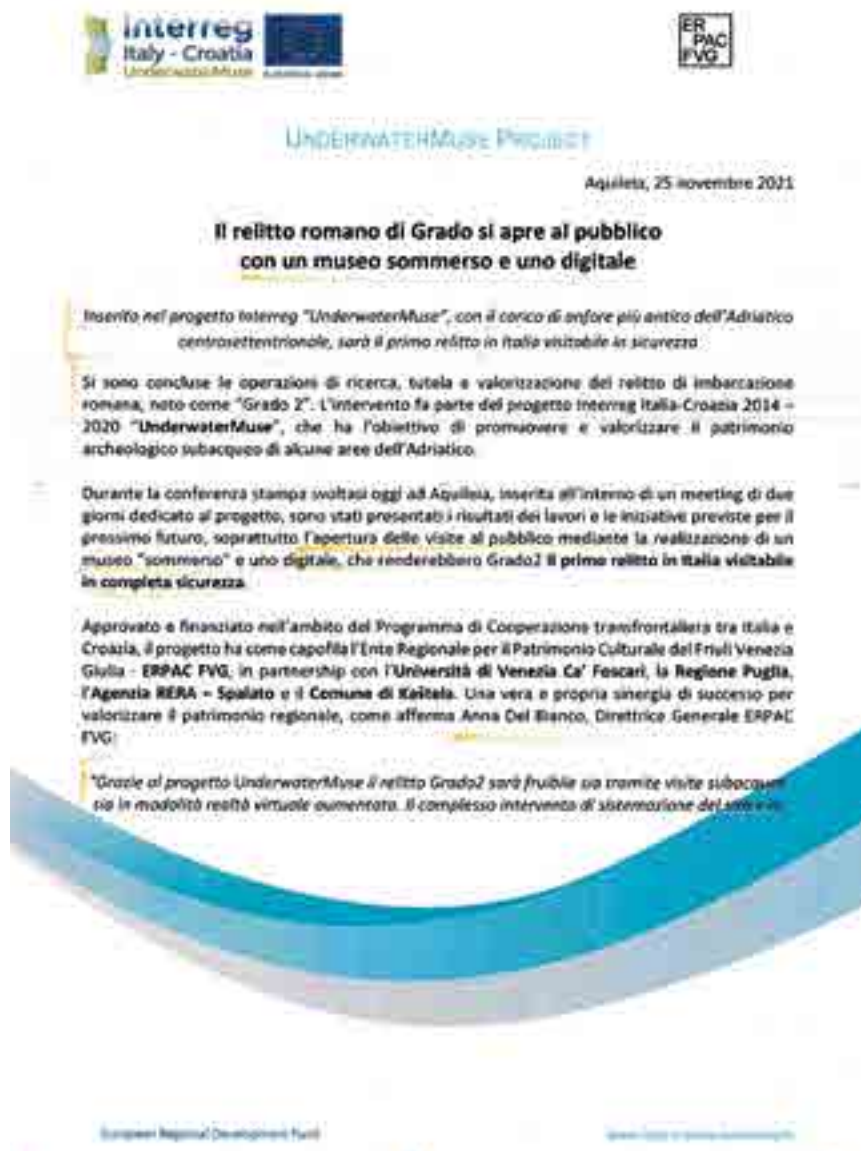 Interreg
Italy - Croatia
UnderwaterMuse
ER
PAC
FVG
UNDERWATERMUSE PROJECT
Aquileia, 25 novembre 2021
Il relitto romano di Grado si apre al pubblico
con un museo sommerso e uno digitale
Inserito nel progetto Interreg "UnderwaterMuse", con il carico di anfore più antico dell'Adriatico
centrosettentrionale, sarà il primo relitto in Italia visitabile in sicurezza
Si sono concluse le operazioni di ricerca, tutela e valorizzazione del relitto di imbarcazione
romana, noto come "Grado 2". L'intervento fa parte del progetto Interreg Italia-Croazia 2014 –
2020 "UnderwaterMuse", che ha l'obiettivo di promuovere e valorizzare il patrimonio
archeologico subacqueo di alcune aree dell'Adriatico.
Durante la conferenza stampa svoltasi oggi ad Aquileia, inserita all'interno di un meeting di due
giorni dedicato al progetto, sono stati presentati i risultati dei lavori e le iniziative previste per il
prossimo futuro, soprattutto l'apertura delle visite al pubblico mediante la realizzazione di un
museo "sommerso" e uno digitale, che renderebbero Grado2 il primo relitto in Italia visitabile
in completa sicurezza.
Approvato e finanziato nell'ambito del Programma di Cooperazione transfrontaliera tra Italia e
Croazia, il progetto ha come capofila l'Ente Regionale per il Patrimonio Culturale del Friuli Venezia
Giulia - ERPAC FVG, in partnership con l'Università di Venezia Ca' Foscari, la Regione Puglia,
l'Agenzia RERA – Spalato e il Comune di Kaštela. Una vera e propria sinergia di successo per
valorizzare il patrimonio regionale, come afferma Anna Del Bianco, Direttrice Generale ERPAC
FVG:
"Grazie al progetto UnderwaterMuse il relitto Grado2 sarà fruibile sia tramite visite subacquee
sia in modalità realtà virtuale aumentata. Il complesso intervento di sistemazione del
European Regional Development Fund